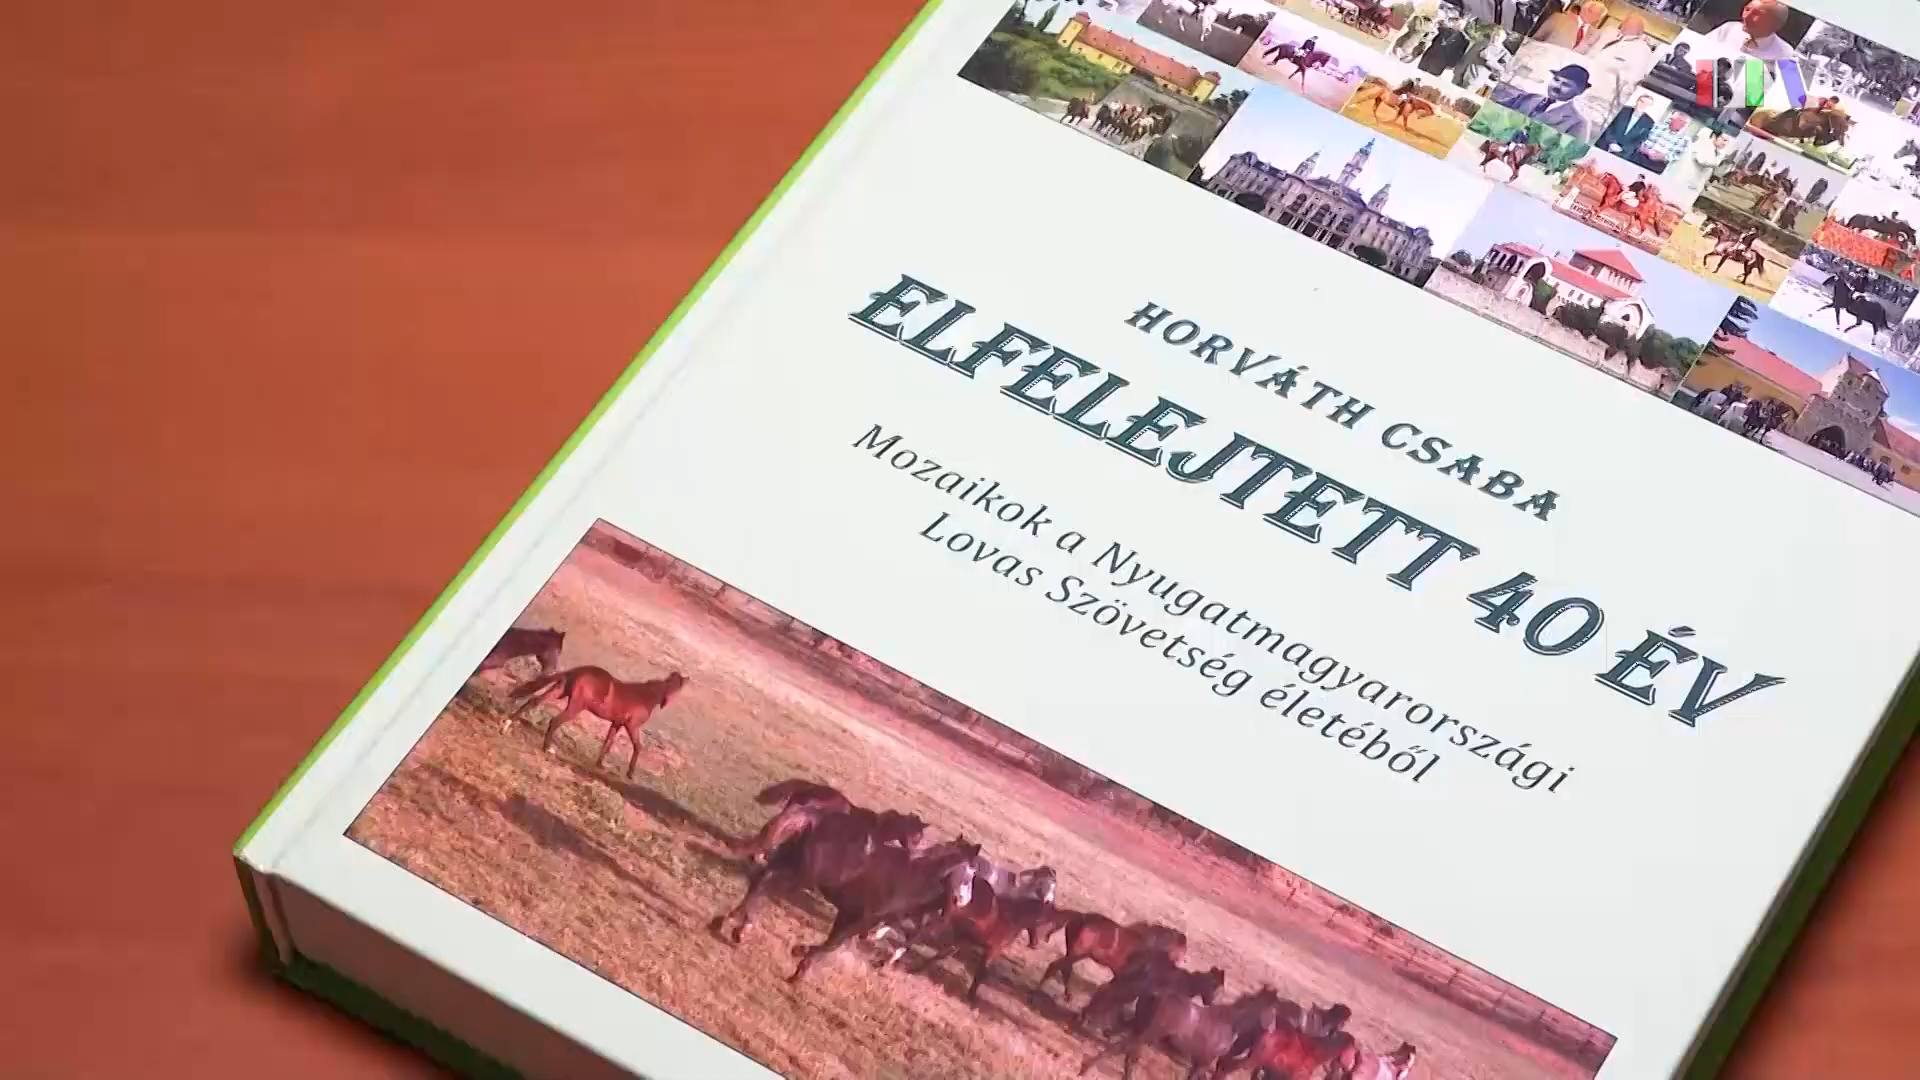 HORVÁTH CSABA
ELFELEJTETT 40 ÉV
Mozaikok a Nyugatmagyarországi
Lovas Szövetség életéből